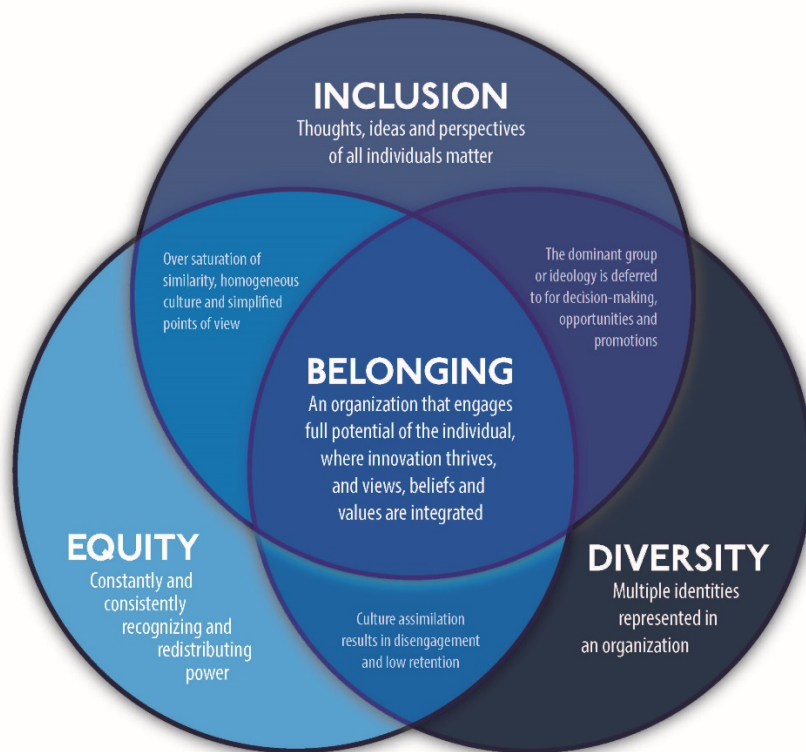 INCLUSION
Thoughts, ideas and perspectives
of all individuals matter
Over saturation of
similarity, homogeneous
culture and simplified
points of view
The dominant group
or ideology is deferred
to for decision-making,
opportunities and
promotions
BELONGING
An organization that engages
full potential of the individual,
where innovation thrives,
and views, beliefs and
values are integrated
EQUITY
Constantly and
consistently
recognizing and
redistributing
power
Culture assimilation
results in disengagement
and low retention
DIVERSITY
Multiple identities
represented in
an organization